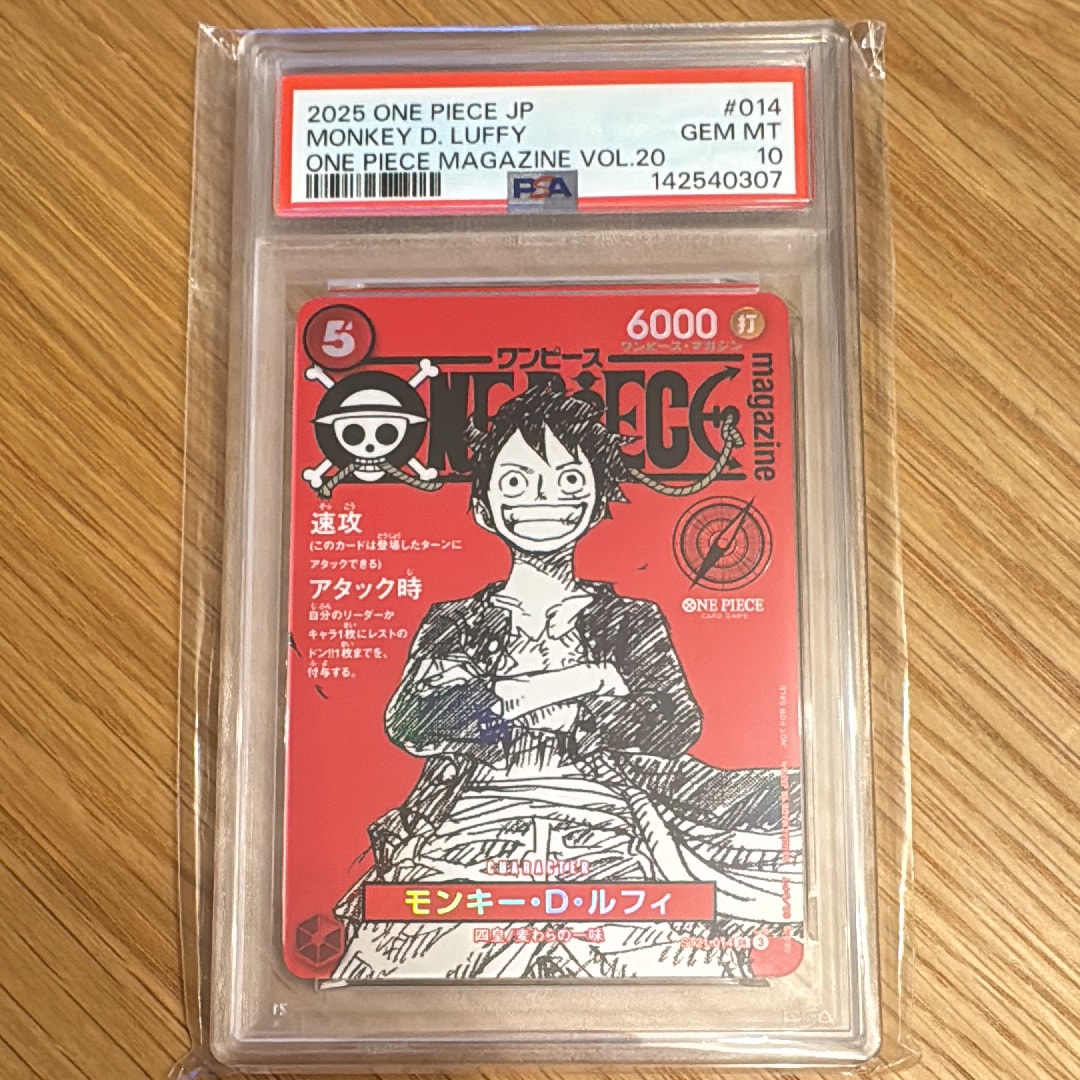 2025 ONE PIECE JP #014
MONKEY D. LUFFY GEM MT
ONE PIECE MAGAZINE VOL.20 10
PSA 142540307
5
6000 打
ワンピース・マガジン
ワンピース
ONE PIECE
magazine
速攻
(このカードは登場したターンに
アタックできる)
アタック時
自分のリーダーか
キャラ1枚にレストの
ドン!!1枚までを、
付与する。
ONE PIECE
CARD GAME
NOT FOR SALE
CHARACTER
モンキー・D・ルフィ
四皇/麦わらの一味
ST21-014 3